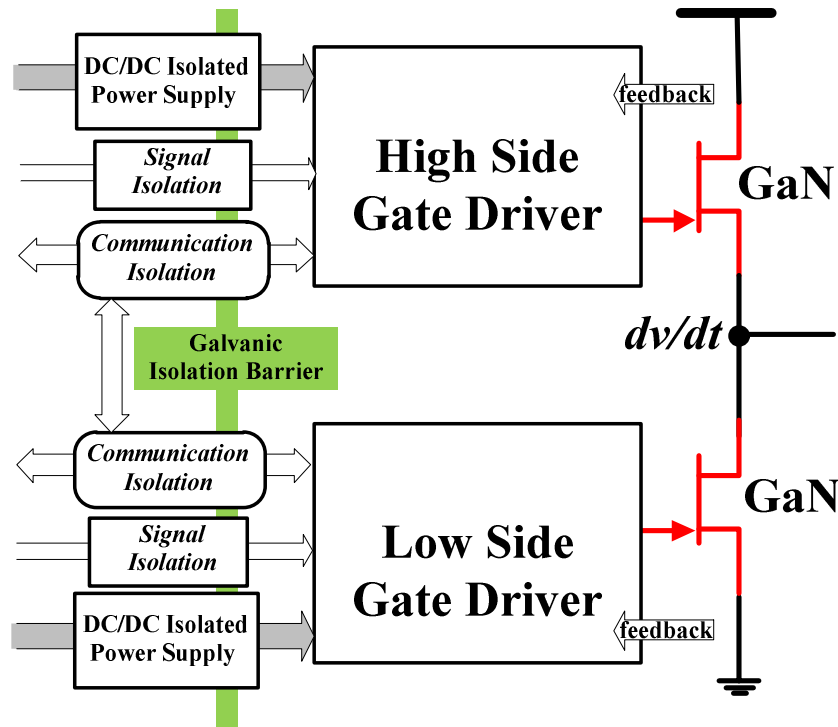 DC/DC Isolated
Power Supply
feedback
Signal
Isolation
High Side
Gate Driver
GaN
Communication
Isolation
dv/dt
Galvanic
Isolation Barrier
Communication
Isolation
GaN
Signal
Isolation
Low Side
Gate Driver
DC/DC Isolated
Power Supply
feedback